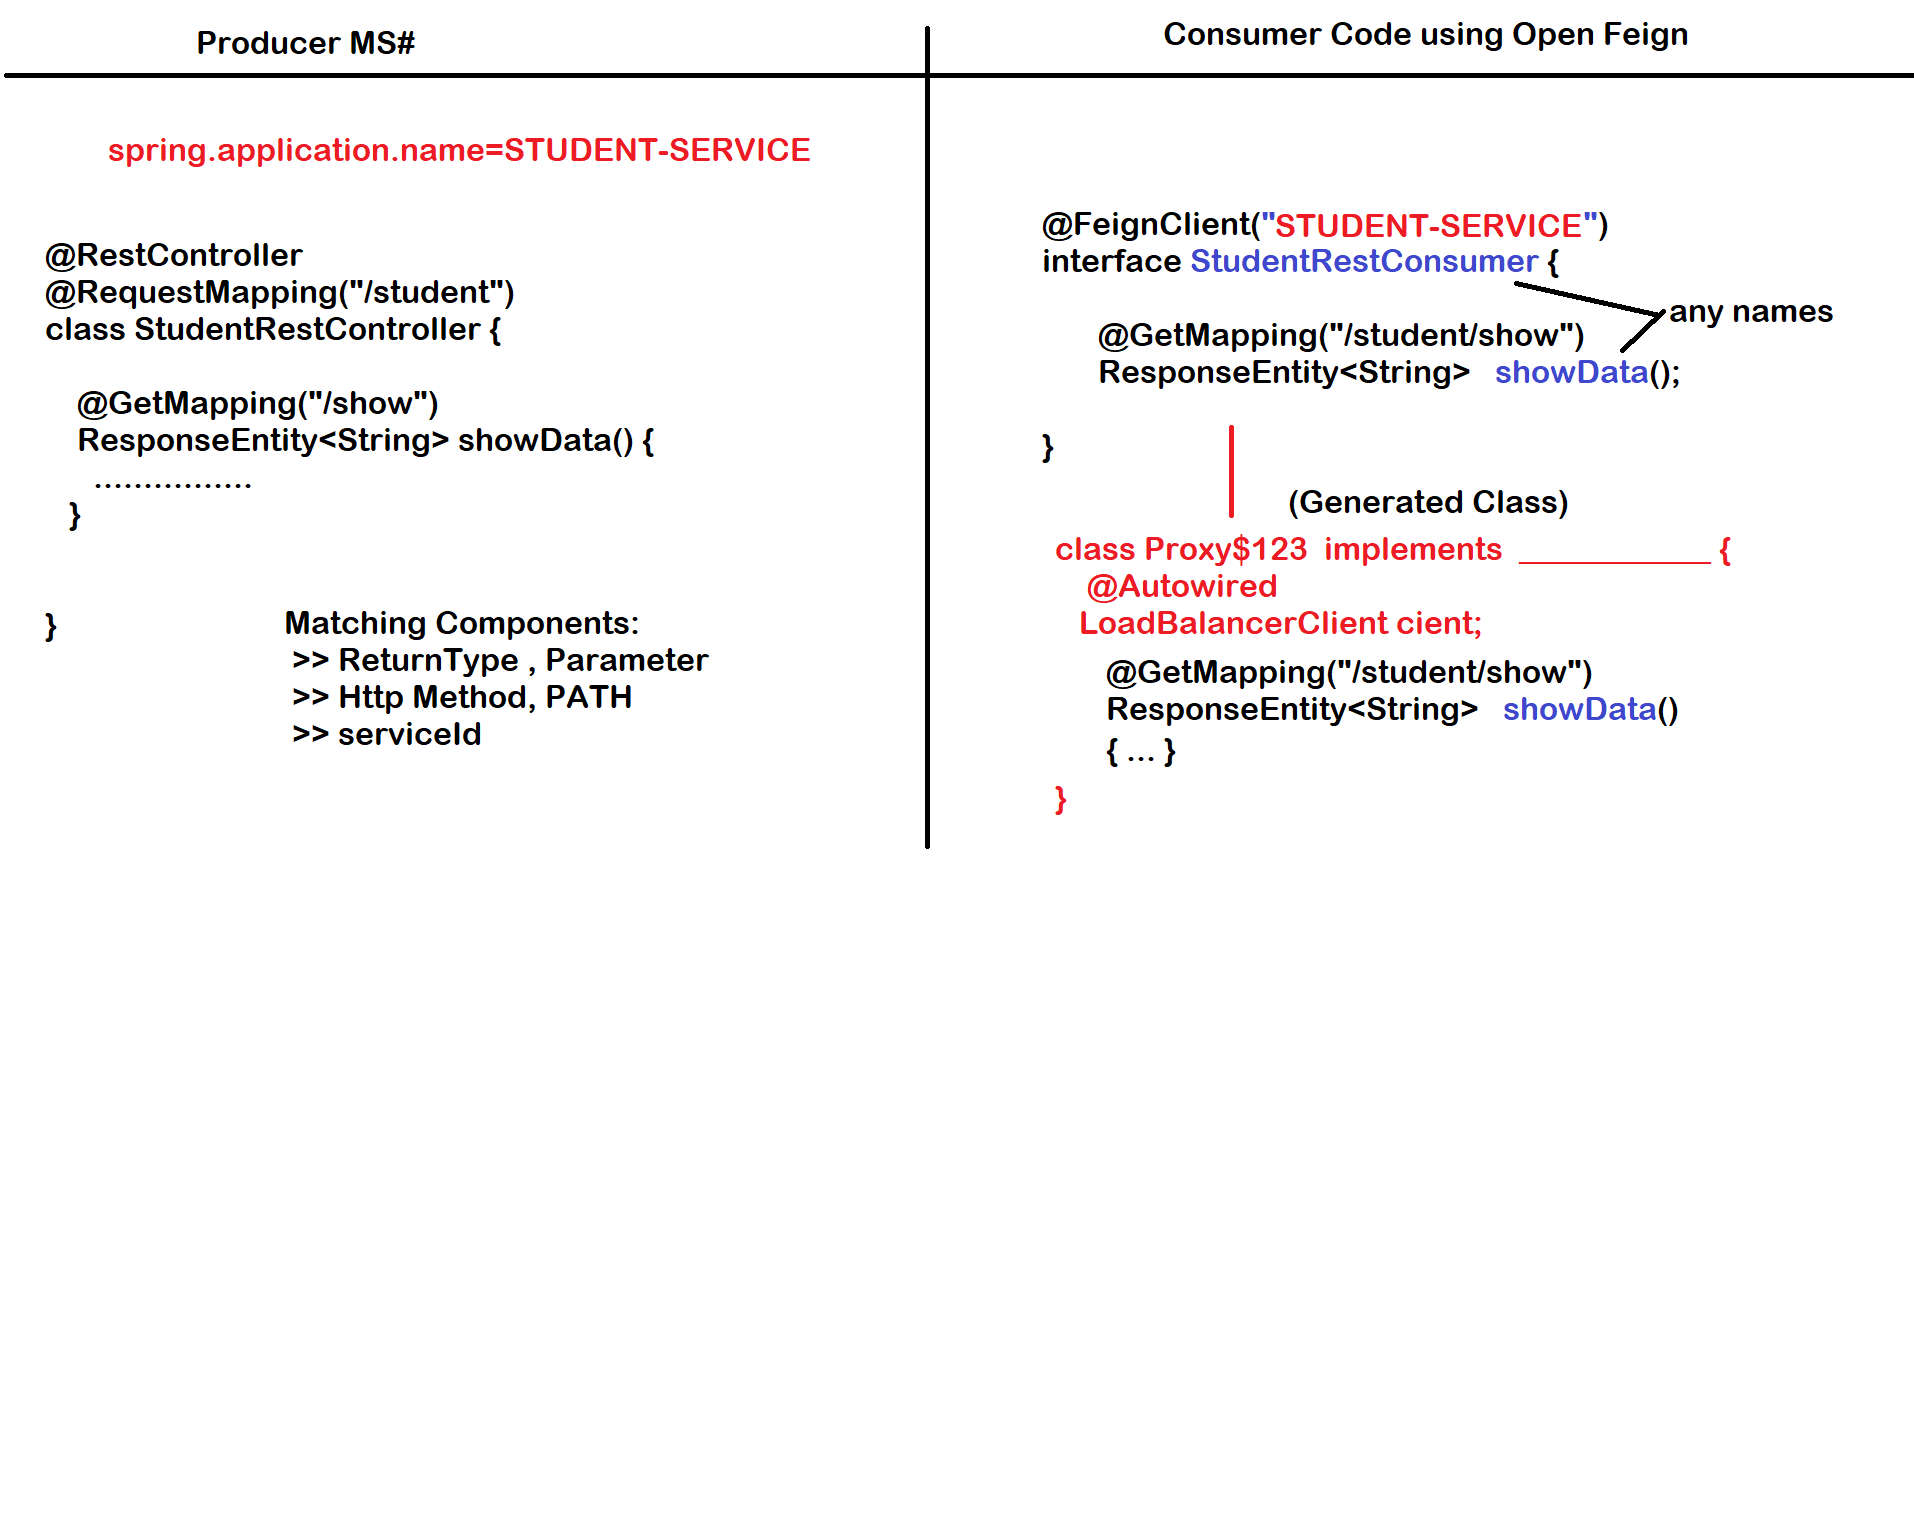 Producer MS#
spring.application.name=STUDENT-SERVICE
@RestController
@RequestMapping("/student")
class StudentRestController {
@GetMapping("/show")
ResponseEntity<String> showData() {
................
}
}
Matching Components:
>> ReturnType , Parameter
>> Http Method, PATH
>> serviceId
Consumer Code using Open Feign
@FeignClient("STUDENT-SERVICE")
interface StudentRestConsumer {
any names
@GetMapping("/student/show")
ResponseEntity<String> showData();
}
(Generated Class)
class Proxy$123 implements ____________ {
@Autowired
LoadBalancerClient cient;
@GetMapping("/student/show")
ResponseEntity<String> showData()
{ ... }
}